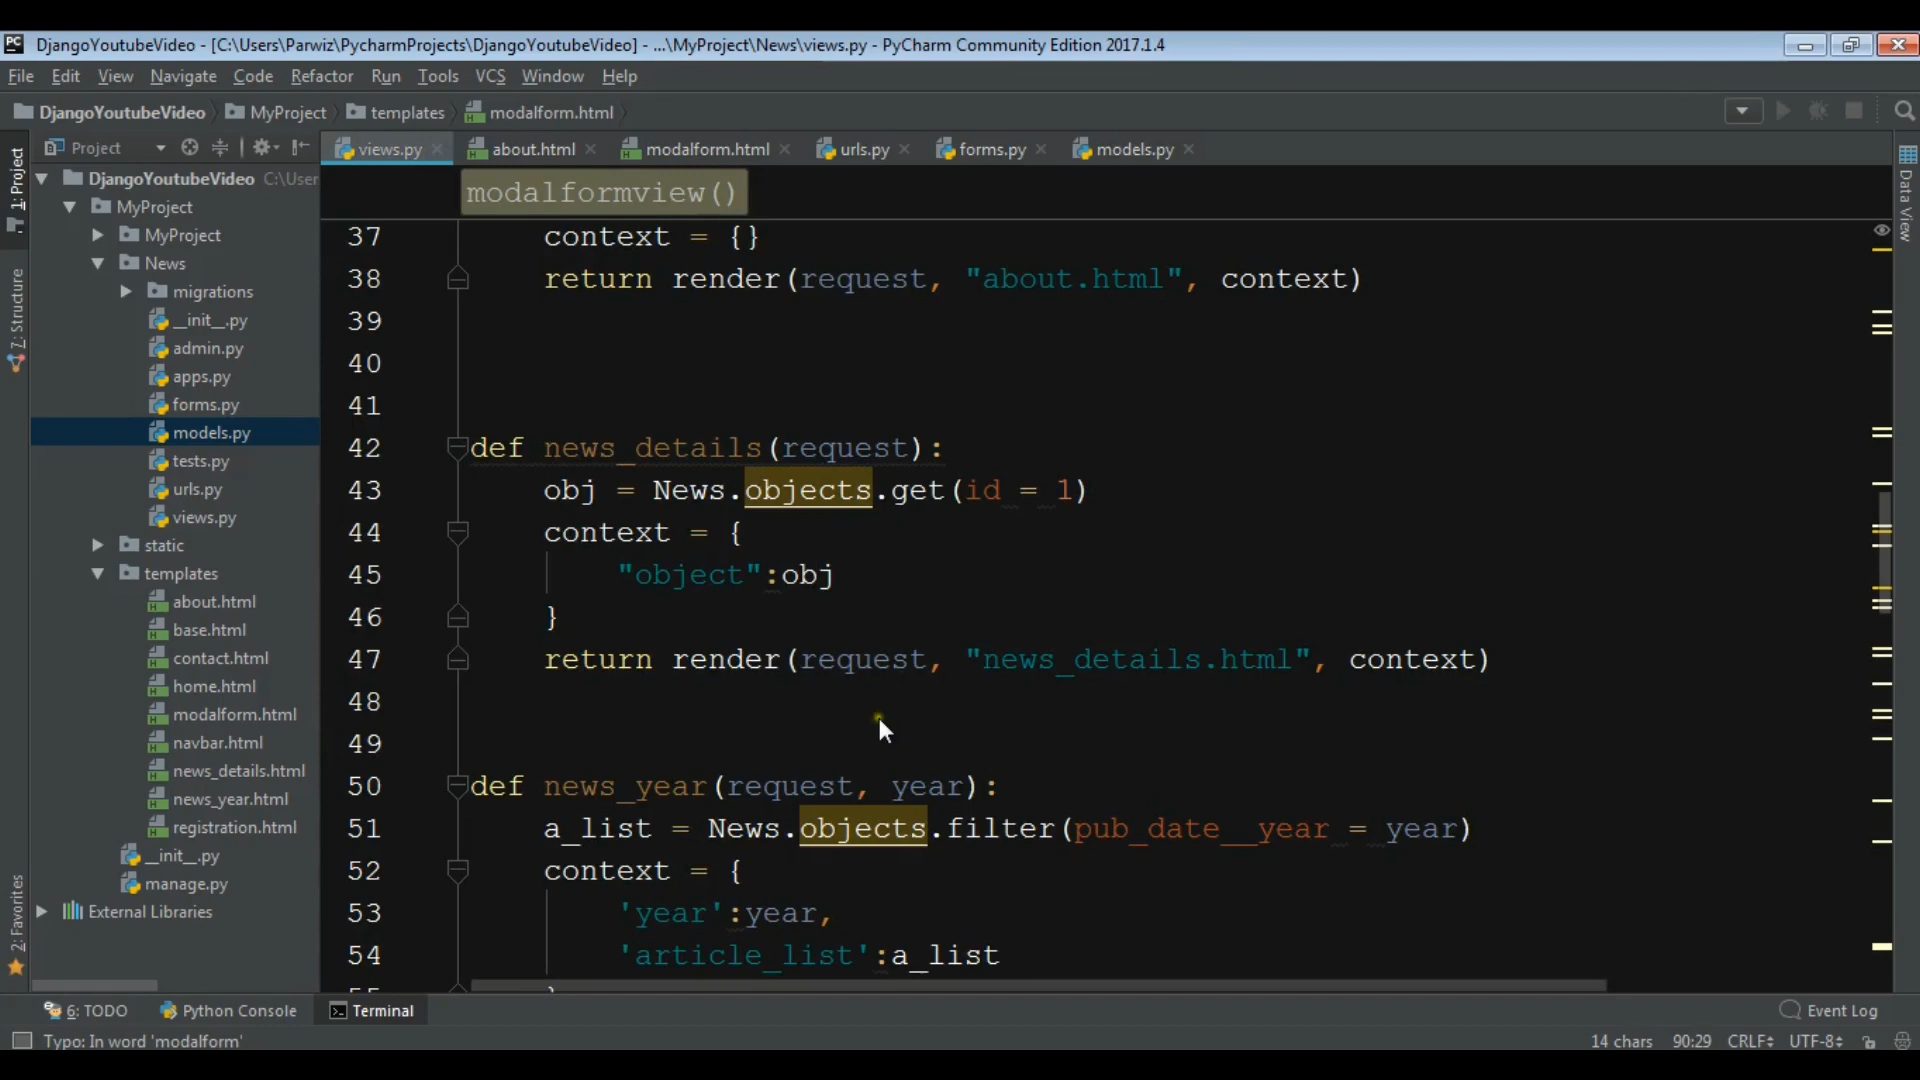 PC DjangoYoutubeVideo - [C:\Users\Parwiz\PycharmProjects\DjangoYoutubeVideo] - ...\MyProject\News\views.py - PyCharm Community Edition 2017.1.4
File Edit View Navigate Code Refactor Run Tools VCS Window Help
DjangoYoutubeVideo MyProject templates modalform.html
Project views.py about.html modalform.html urls.py forms.py models.py
1: Project
7: Structure
2: Favorites
Data View
DjangoYoutubeVideo C:\User
MyProject
MyProject
News
migrations
__init__.py
admin.py
apps.py
forms.py
models.py
tests.py
urls.py
views.py
static
templates
about.html
base.html
contact.html
home.html
modalform.html
navbar.html
news_details.html
news_year.html
registration.html
__init__.py
manage.py
External Libraries
modalformview()
37 context = {}
38 return render(request, "about.html", context)
39
40
41
42 def news_details(request):
43 obj = News.objects.get(id = 1)
44 context = {
45 "object":obj
46 }
47 return render(request, "news_details.html", context)
48
49
50 def news_year(request, year):
51 a_list = News.objects.filter(pub_date__year = year)
52 context = {
53 'year':year,
54 'article_list':a_list
55 }
6: TODO Python Console Terminal Event Log
Typo: In word 'modalform' 14 chars 90:29 CRLF UTF-8